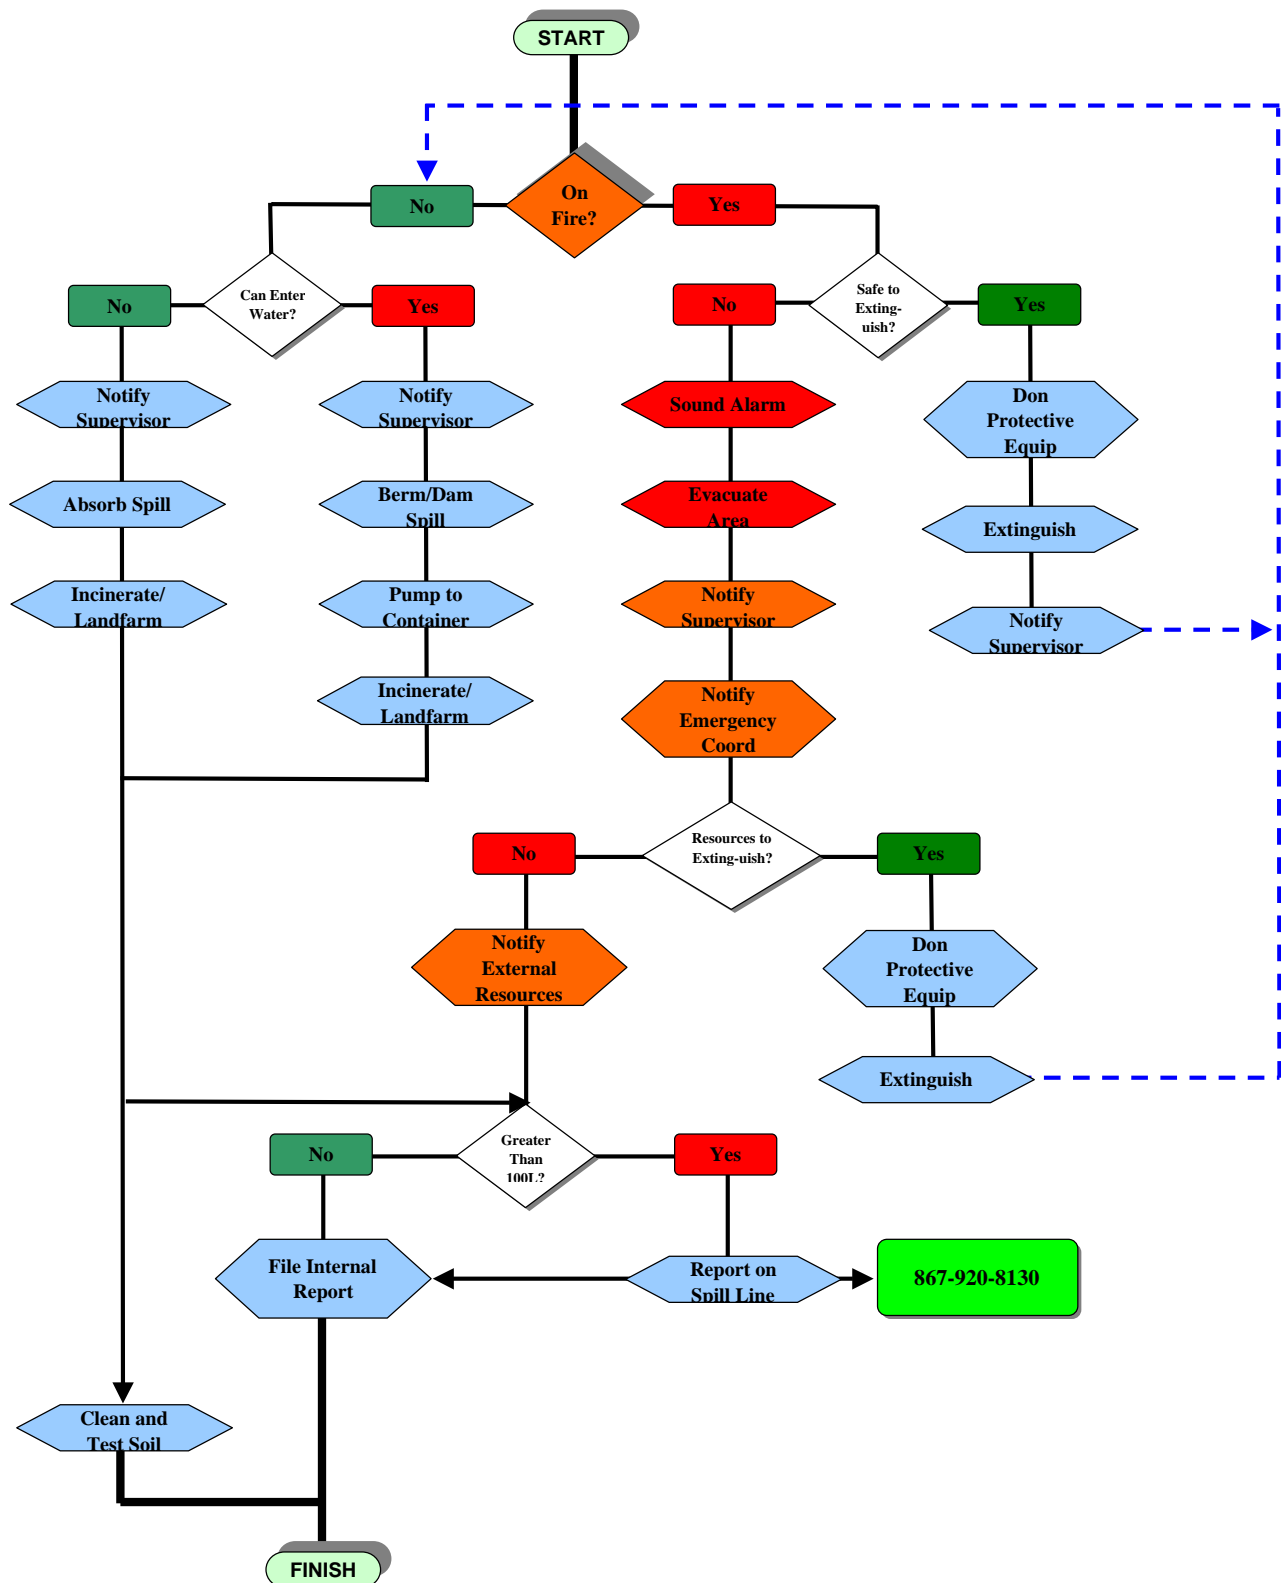 START
On
Fire?
No
Yes
Can Enter
Water?
Safe to
Exting-
uish?
No
Yes
No
Yes
Notify
Supervisor
Notify
Supervisor
Sound Alarm
Don
Protective
Equip
Absorb Spill
Berm/Dam
Spill
Evacuate
Area
Extinguish
Incinerate/
Landfarm
Pump to
Container
Notify
Supervisor
Notify
Supervisor
Incinerate/
Landfarm
Notify
Emergency
Coord
Resources to
Exting-uish?
No
Yes
Notify
External
Resources
Don
Protective
Equip
Extinguish
Greater
Than
100L?
No
Yes
File Internal
Report
Report on
Spill Line
867-920-8130
Clean and
Test Soil
FINISH